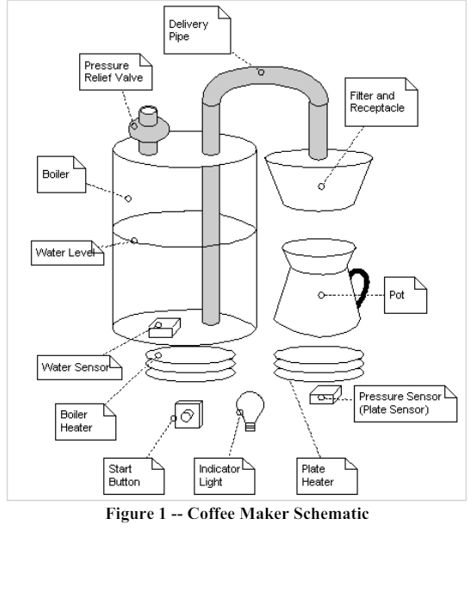 Delivery
Pipe
Pressure
Relief Valve
Filter and
Receptacle
Boiler
Water Level
Pot
Water Sensor
Pressure Sensor
(Plate Sensor)
Boiler
Heater
Start
Button
Indicator
Light
Plate
Heater
Figure 1 -- Coffee Maker Schematic